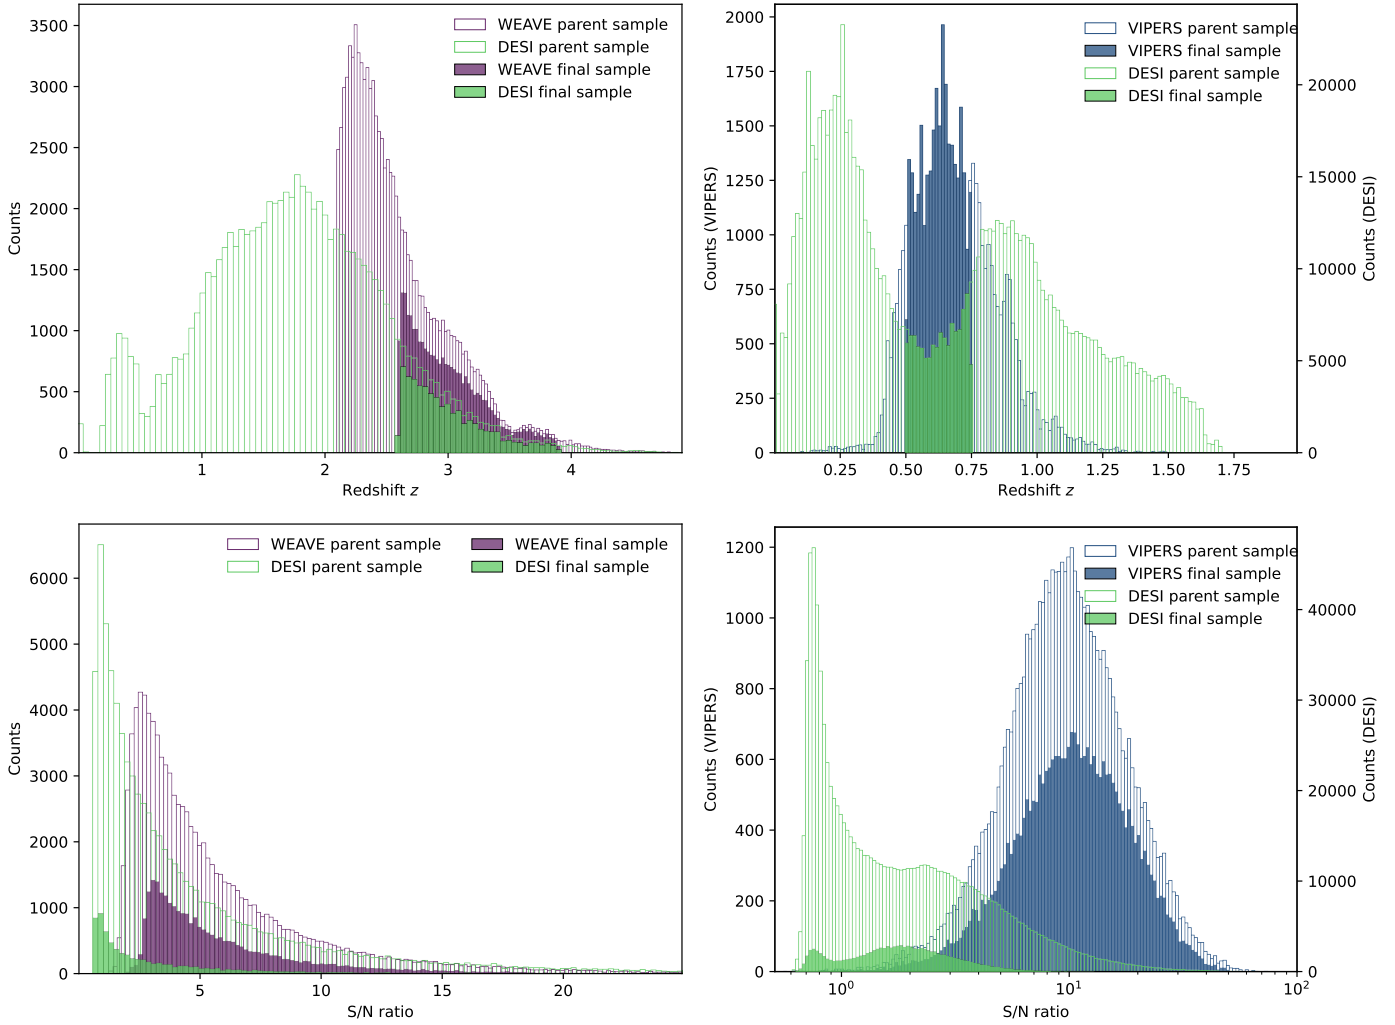 WEAVE parent sample
DESI parent sample
WEAVE final sample
DESI final sample
3500
3000
2500
2000
1500
1000
500
0
Counts
1 2 3 4
Redshift z
VIPERS parent sample
VIPERS final sample
DESI parent sample
DESI final sample
2000
1750
1500
1250
1000
750
500
250
0
Counts (VIPERS)
20000
15000
10000
5000
0
Counts (DESI)
0.25 0.50 0.75 1.00 1.25 1.50 1.75
Redshift z
WEAVE parent sample WEAVE final sample
DESI parent sample DESI final sample
6000
5000
4000
3000
2000
1000
0
Counts
5 10 15 20
S/N ratio
VIPERS parent sample
VIPERS final sample
DESI parent sample
DESI final sample
1200
1000
800
600
400
200
0
Counts (VIPERS)
40000
30000
20000
10000
0
Counts (DESI)
10⁰ 10¹ 10²
S/N ratio